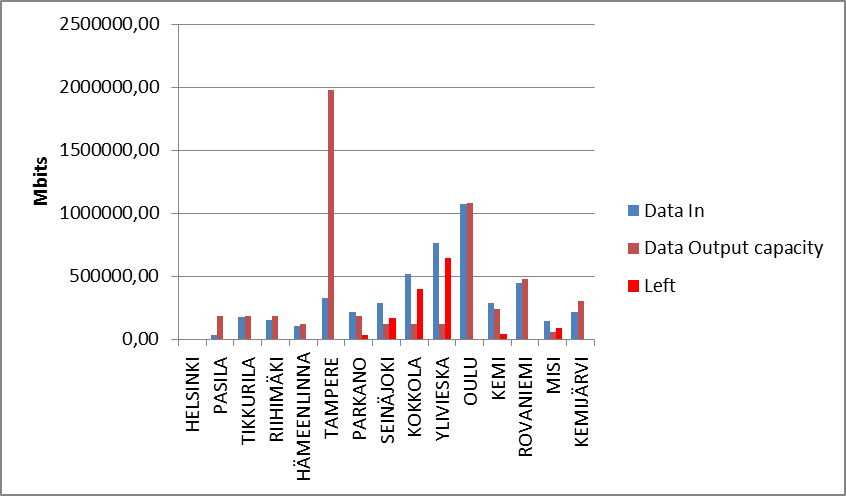 2500000,00
2000000,00
1500000,00
1000000,00
500000,00
0,00
Mbits
HELSINKI
PASILA
TIKKURILA
RIIHIMÄKI
HÄMEENLINNA
TAMPERE
PARKANO
SEINÄJOKI
KOKKOLA
YLIVIESKA
OULU
KEMI
ROVANIEMI
MISI
KEMIJÄRVI
Data In
Data Output capacity
Left